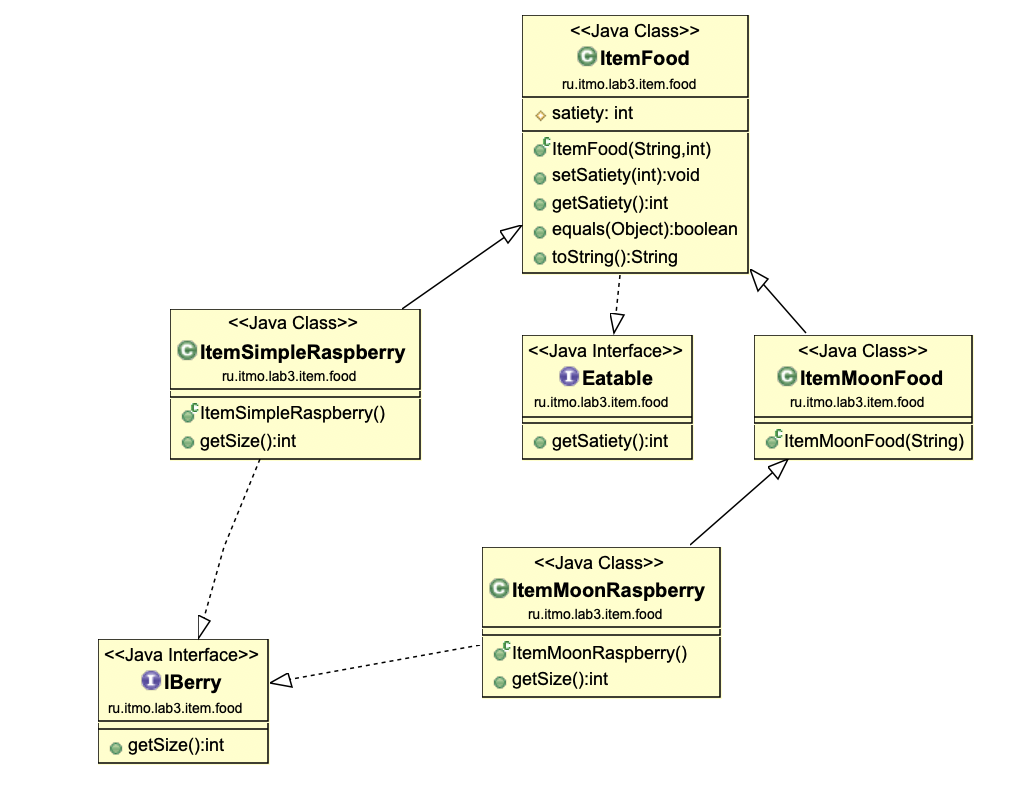 <<Java Class>>
ItemFood
ru.itmo.lab3.item.food
satiety: int
ItemFood(String,int)
setSatiety(int):void
getSatiety():int
equals(Object):boolean
toString():String
<<Java Class>>
ItemSimpleRaspberry
ru.itmo.lab3.item.food
ItemSimpleRaspberry()
getSize():int
<<Java Interface>>
Eatable
ru.itmo.lab3.item.food
getSatiety():int
<<Java Class>>
ItemMoonFood
ru.itmo.lab3.item.food
ItemMoonFood(String)
<<Java Class>>
ItemMoonRaspberry
ru.itmo.lab3.item.food
ItemMoonRaspberry()
getSize():int
<<Java Interface>>
IBerry
ru.itmo.lab3.item.food
getSize():int